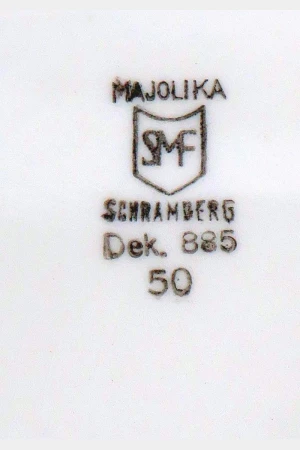 MAJOLIKA
SMF
SCHRAMBERG
Dek. 885
50